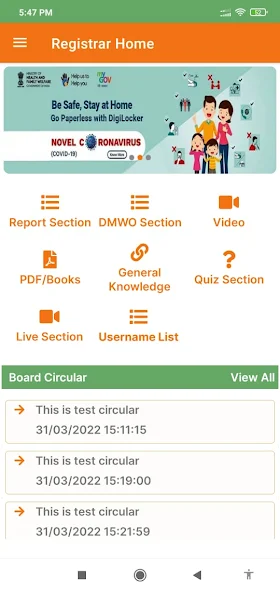 5:47 PM
52
Registrar Home
MINISTRY OF
HEALTH AND
FAMILY WELFARE
Help us to
Help you
my
GOV
Be Safe, Stay at Home
Go Paperless with DigiLocker
NOVEL C RONAVIRUS
(COVID-19)
Know More
Report Section
DMWO Section
Video
PDF/Books
General
Knowledge
Quiz Section
Live Section
Username List
Board Circular
View All
This is test circular
31/03/2022 15:11:15
This is test circular
31/03/2022 15:19:00
This is test circular
31/03/2022 15:21:59